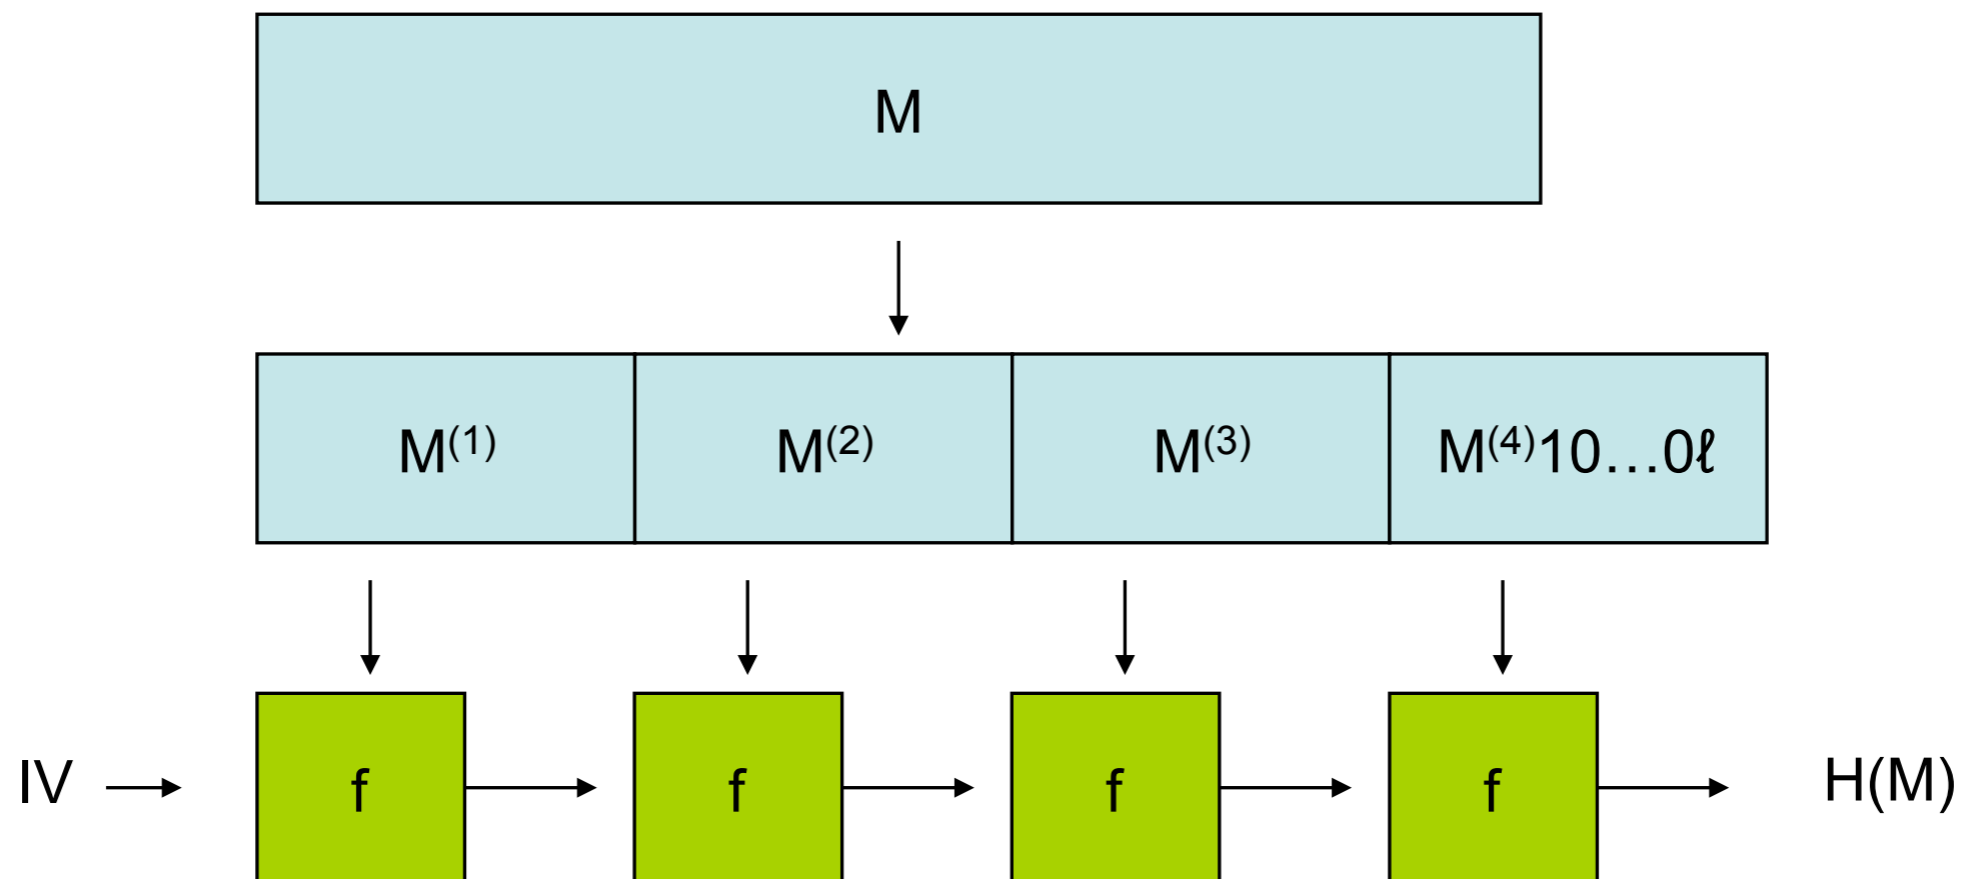 M
M⁽¹⁾ M⁽²⁾ M⁽³⁾ M⁽⁴⁾10…0ℓ
IV f f f f H(M)